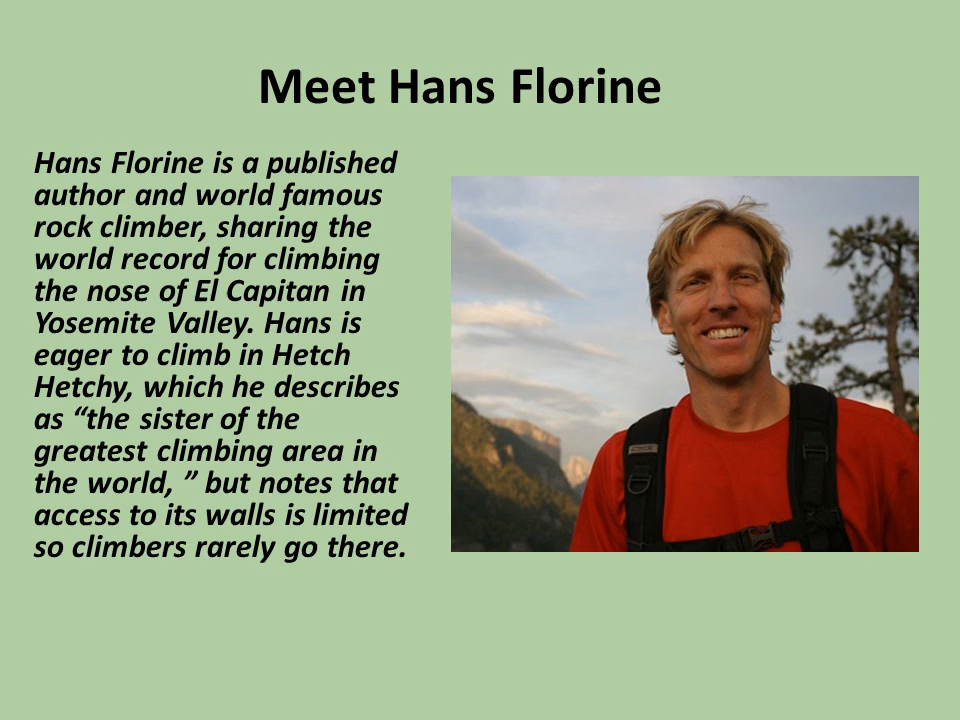 Meet Hans Florine
Hans Florine is a published
author and world famous
rock climber, sharing the
world record for climbing
the nose of El Capitan in
Yosemite Valley. Hans is
eager to climb in Hetch
Hetchy, which he describes
as “the sister of the
greatest climbing area in
the world, ” but notes that
access to its walls is limited
so climbers rarely go there.